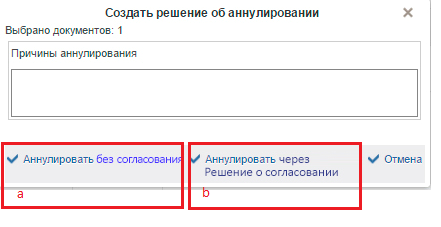 Создать решение об аннулировании
Выбрано документов: 1
Причины аннулирования
Аннулировать без согласования
Аннулировать через
Решение о согласовании
Отмена
a
b